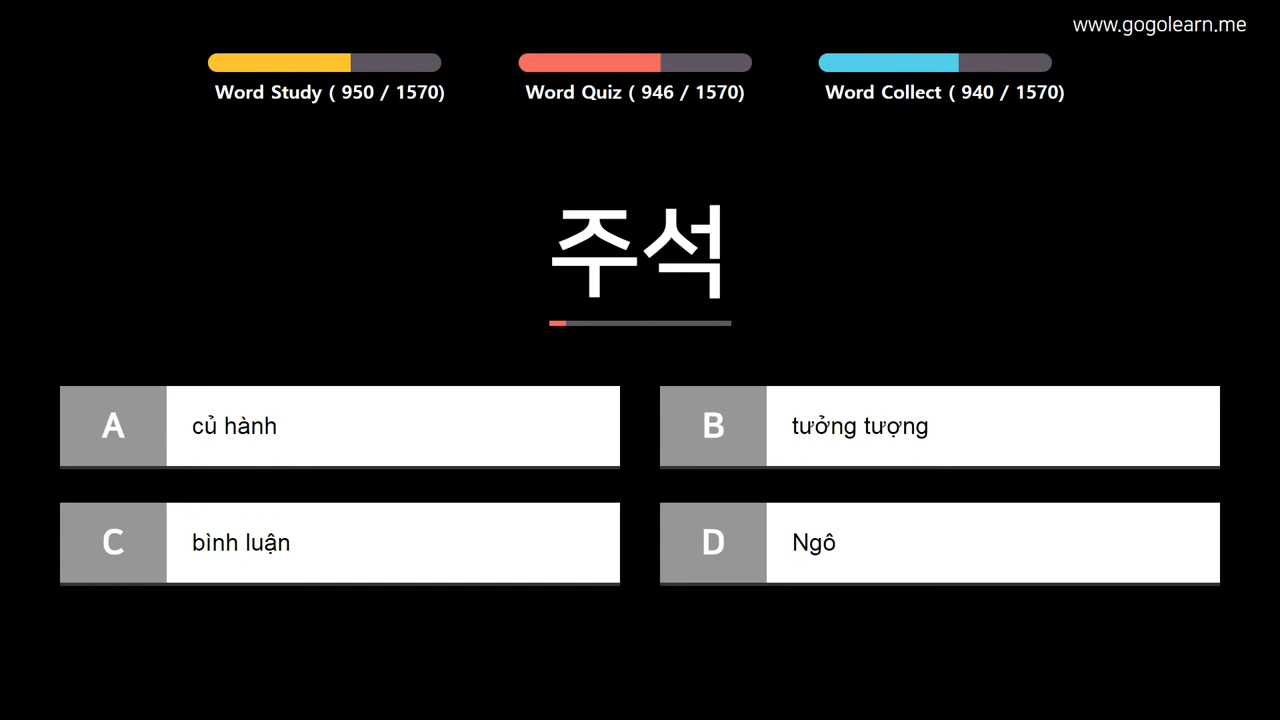 www.gogolearn.me
Word Study ( 950 / 1570)
Word Quiz ( 946 / 1570)
Word Collect ( 940 / 1570)
주석
A
củ hành
B
tưởng tượng
C
bình luận
D
Ngô